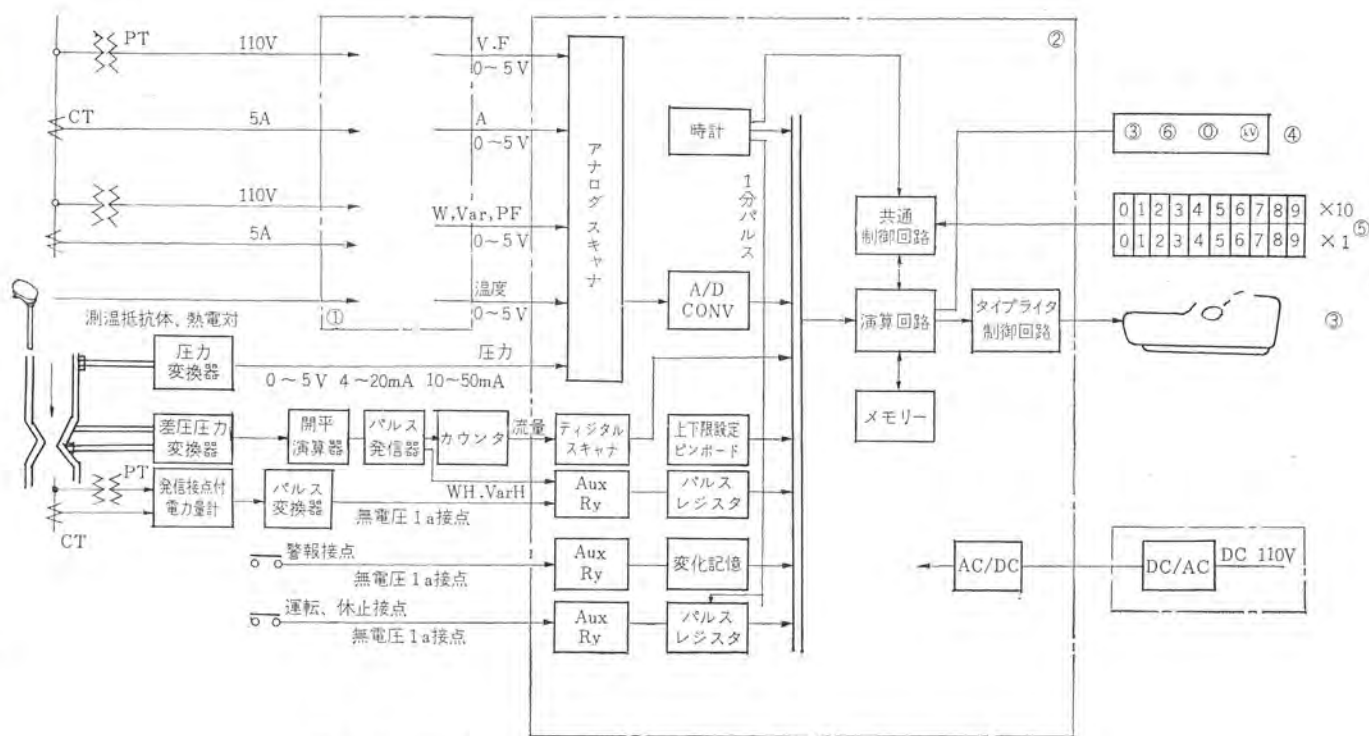 PT
110V
V.F
0～5V
②
CT
5A
A
0～5V
アナログスキャナ
時計
1分パルス
③ ⑥ ⓪ kV ④
110V
5A
W,Var,PF
0～5V
共通
制御回路
0 1 2 3 4 5 6 7 8 9 ×10
0 1 2 3 4 5 6 7 8 9 ×1
⑤
温度
0～5V
①
測温抵抗体、熱電対
A/D
CONV
演算回路
タイプライタ
制御回路
③
圧力
変換器
圧力
0～5V 4～20mA 10～50mA
メモリー
差圧圧力
変換器
開平
演算器
パルス
発信器
カウンタ
流量
ティジタル
スキャナ
上下限設定
ピンボード
PT
発信接点付
電力量計
パルス
変換器
WH.VarH
無電圧1a接点
Aux
Ry
パルス
レジスタ
CT
警報接点
無電圧1a接点
Aux
Ry
変化記憶
AC/DC
DC/AC
DC 110V
運転、休止接点
無電圧1a接点
Aux
Ry
パルス
レジスタ